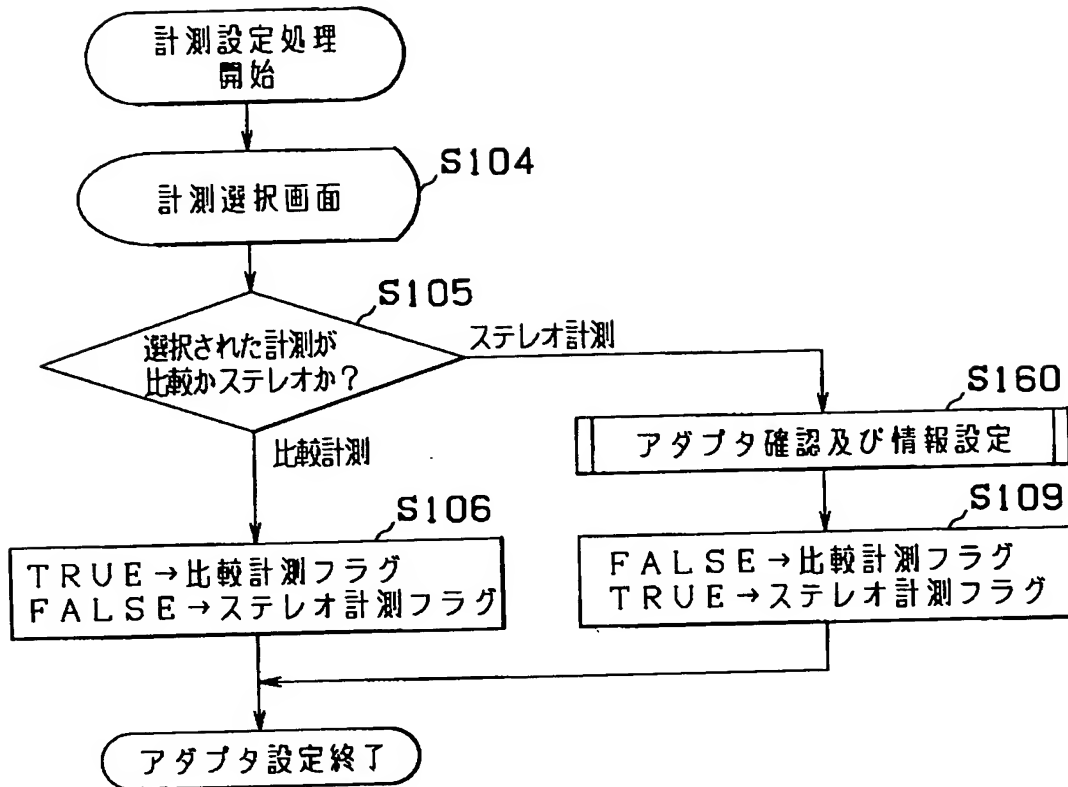 計測設定処理
開始
S104
計測選択画面
S105
選択された計測が
比較かステレオか?
ステレオ計測
比較計測
S160
アダプタ確認及び情報設定
S106
TRUE→比較計測フラグ
FALSE→ステレオ計測フラグ
S109
FALSE→比較計測フラグ
TRUE→ステレオ計測フラグ
アダプタ設定終了